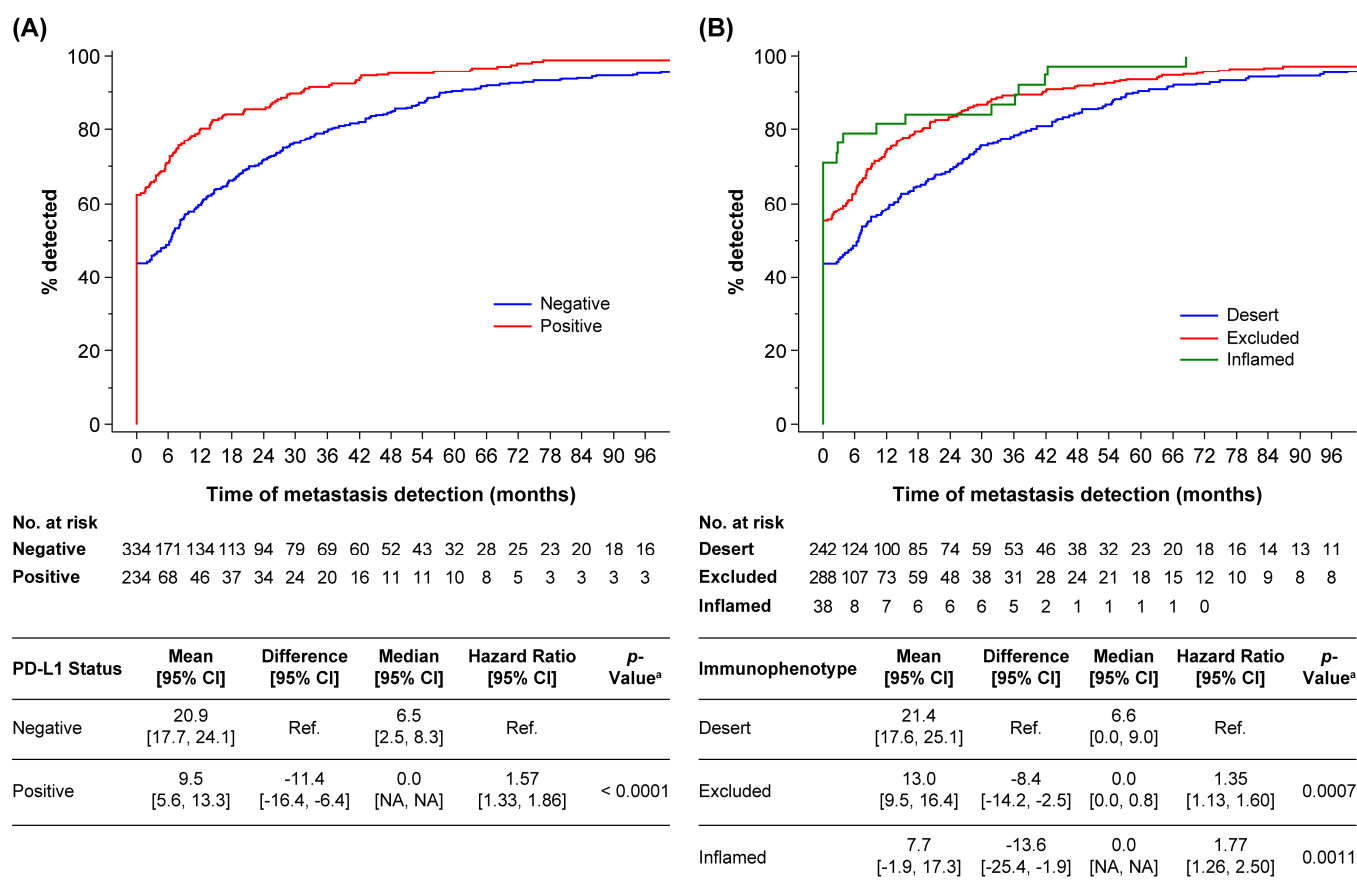 (A)
100
80
60
40
20
0
% detected
Negative
Positive
0 6 12 18 24 30 36 42 48 54 60 66 72 78 84 90 96
Time of metastasis detection (months)
No. at risk
Negative 334 171 134 113 94 79 69 60 52 43 32 28 25 23 20 18 16
Positive 234 68 46 37 34 24 20 16 11 11 10 8 5 3 3 3 3
PD-L1 Status Mean Difference Median Hazard Ratio p-
[95% CI] [95% CI] [95% CI] [95% CI] Valueᵃ
Negative 20.9 Ref. 6.5 Ref.
[17.7, 24.1] [2.5, 8.3]
Positive 9.5 -11.4 0.0 1.57 < 0.0001
[5.6, 13.3] [-16.4, -6.4] [NA, NA] [1.33, 1.86]
(B)
100
80
60
40
20
0
% detected
Desert
Excluded
Inflamed
0 6 12 18 24 30 36 42 48 54 60 66 72 78 84 90 96
Time of metastasis detection (months)
No. at risk
Desert 242 124 100 85 74 59 53 46 38 32 23 20 18 16 14 13 11
Excluded 288 107 73 59 48 38 31 28 24 21 18 15 12 10 9 8 8
Inflamed 38 8 7 6 6 6 5 2 1 1 1 1 0
Immunophenotype Mean Difference Median Hazard Ratio p-
[95% CI] [95% CI] [95% CI] [95% CI] Valueᵃ
Desert 21.4 Ref. 6.6 Ref.
[17.6, 25.1] [0.0, 9.0]
Excluded 13.0 -8.4 0.0 1.35 0.0007
[9.5, 16.4] [-14.2, -2.5] [0.0, 0.8] [1.13, 1.60]
Inflamed 7.7 -13.6 0.0 1.77 0.0011
[-1.9, 17.3] [-25.4, -1.9] [NA, NA] [1.26, 2.50]